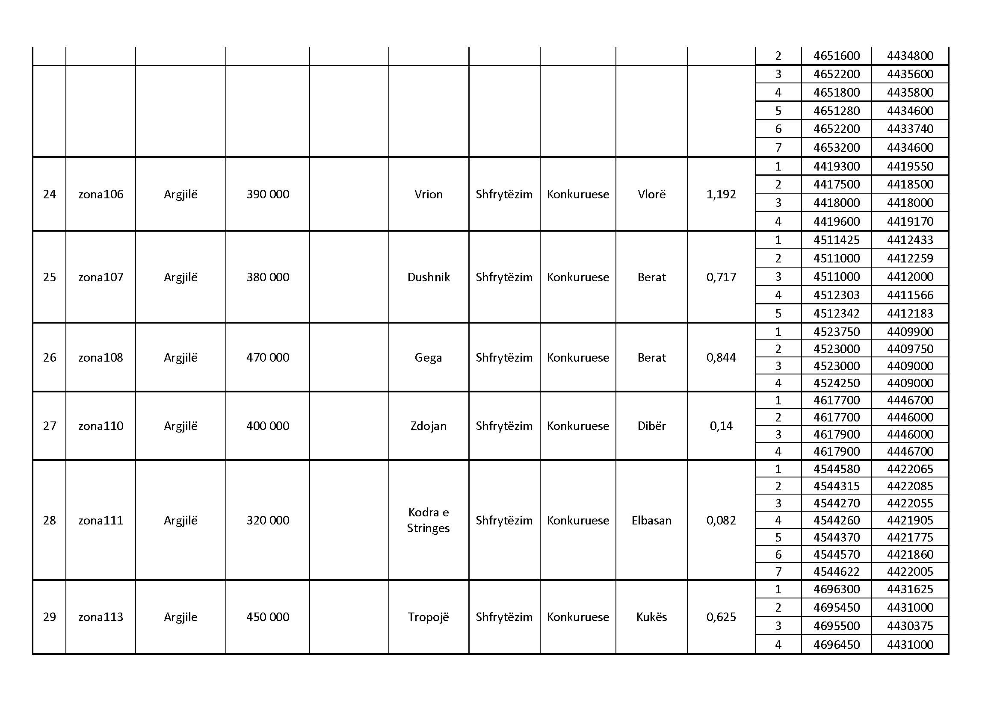 2 4651600 4434800
3 4652200 4435600
4 4651800 4435800
5 4651280 4434600
6 4652200 4433740
7 4653200 4434600
24 zona106 Argjilë 390 000 Vrion Shfrytëzim Konkuruese Vlorë 1,192
1 4419300 4419550
2 4417500 4418500
3 4418000 4418000
4 4419600 4419170
25 zona107 Argjilë 380 000 Dushnik Shfrytëzim Konkuruese Berat 0,717
1 4511425 4412433
2 4511000 4412259
3 4511000 4412000
4 4512303 4411566
5 4512342 4412183
26 zona108 Argjilë 470 000 Gega Shfrytëzim Konkuruese Berat 0,844
1 4523750 4409900
2 4523000 4409750
3 4523000 4409000
4 4524250 4409000
27 zona110 Argjilë 400 000 Zdojan Shfrytëzim Konkuruese Dibër 0,14
1 4617700 4446700
2 4617700 4446000
3 4617900 4446000
4 4617900 4446700
28 zona111 Argjilë 320 000 Kodra e
Stringes Shfrytëzim Konkuruese Elbasan 0,082
1 4544580 4422065
2 4544315 4422085
3 4544270 4422055
4 4544260 4421905
5 4544370 4421775
6 4544570 4421860
7 4544622 4422005
29 zona113 Argjile 450 000 Tropojë Shfrytëzim Konkuruese Kukës 0,625
1 4696300 4431625
2 4695450 4431000
3 4695500 4430375
4 4696450 4431000